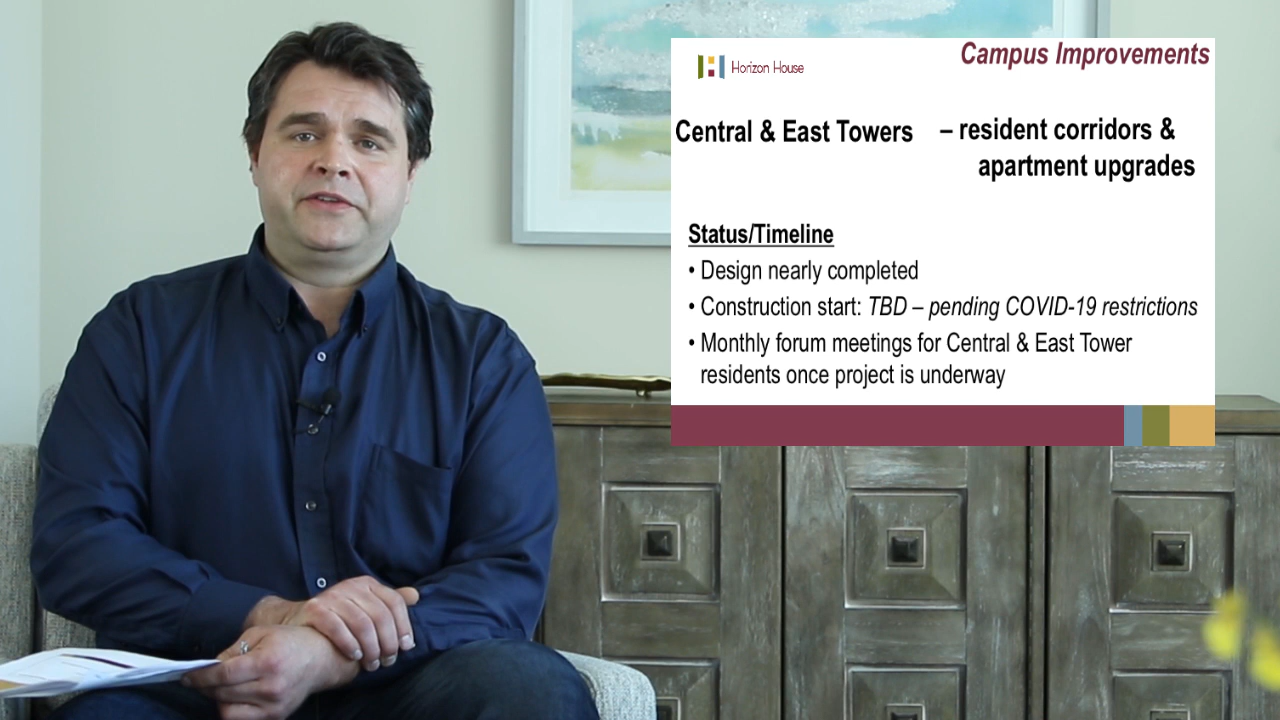 Campus Improvements
Horizon House
Central & East Towers – resident corridors &
apartment upgrades
Status/Timeline
• Design nearly completed
• Construction start: TBD – pending COVID-19 restrictions
• Monthly forum meetings for Central & East Tower
residents once project is underway